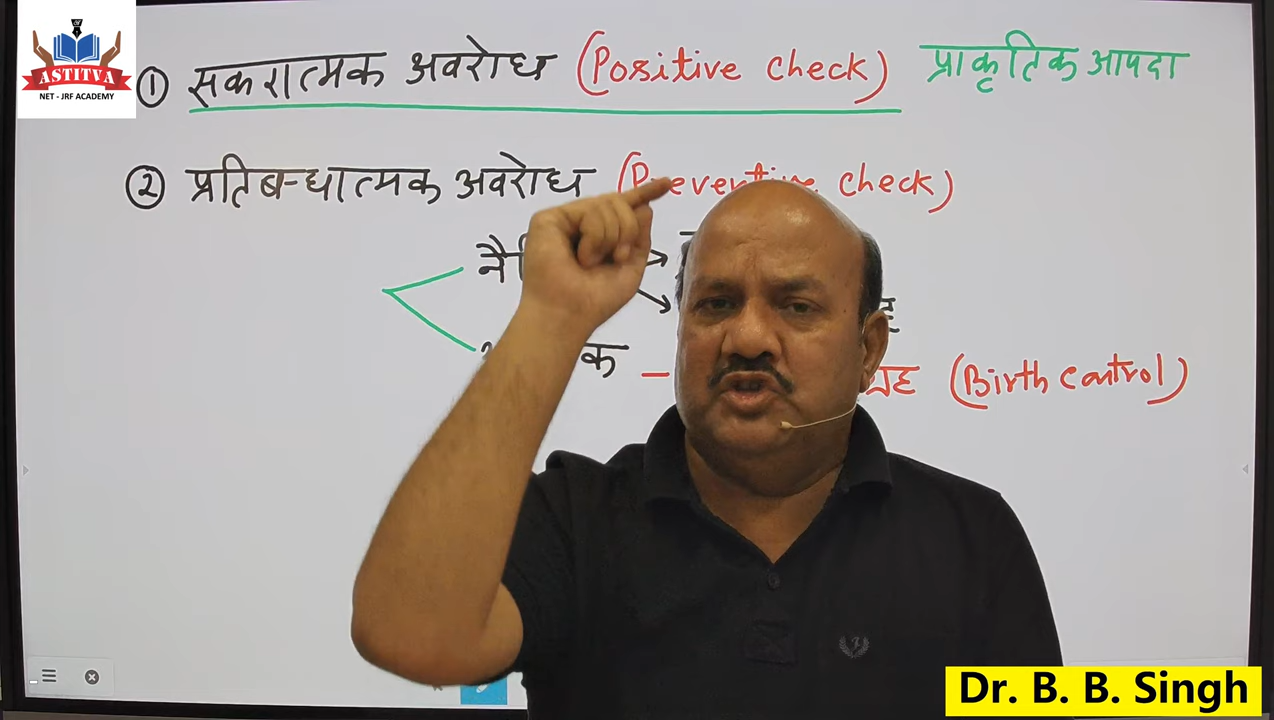 ASTITVA
NET - JRF ACADEMY
① सकरात्मक अवरोध (Positive check) प्राकृतिक आपदा
② प्रतिबन्धात्मक अवरोध (Preventive check)
(Birth control)
Dr. B. B. Singh